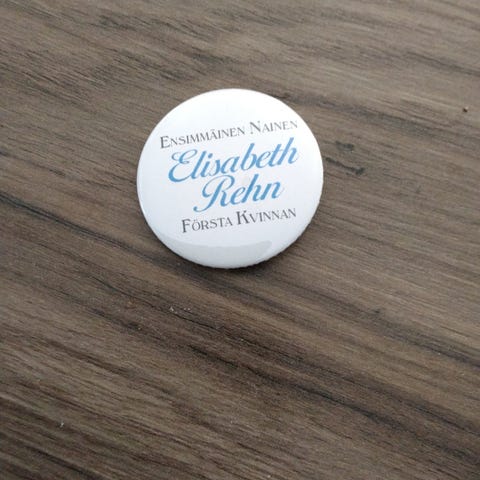 Ensimmäinen Nainen
Elisabeth
Rehn
Första Kvinnan